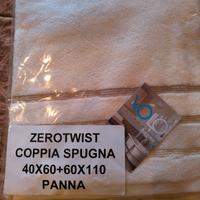 ZEROTWIST
COPPIA SPUGNA
40X60+60X110
PANNA